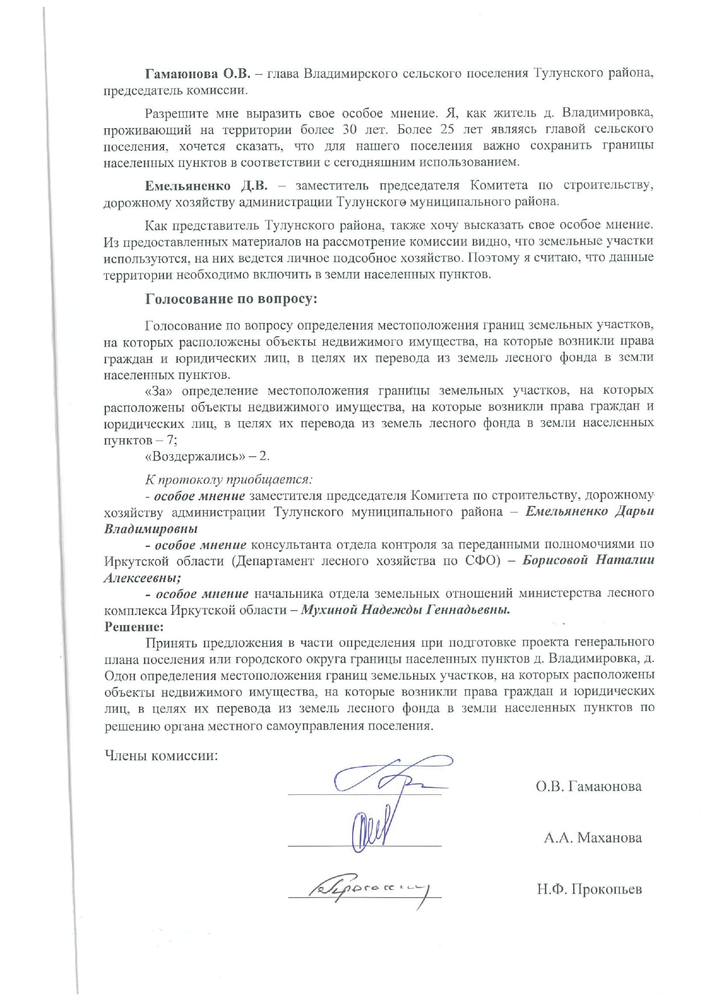 Гамаюнова О.В. – глава Владимирского сельского поселения Тулунского района,
председатель комиссии.
Разрешите мне выразить свое особое мнение. Я, как житель д. Владимировка,
проживающий на территории более 30 лет. Более 25 лет являясь главой сельского
поселения, хочется сказать, что для нашего поселения важно сохранить границы
населенных пунктов в соответствии с сегодняшним использованием.
Емельяненко Д.В. – заместитель председателя Комитета по строительству,
дорожному хозяйству администрации Тулунского муниципального района.
Как представитель Тулунского района, также хочу высказать свое особое мнение.
Из предоставленных материалов на рассмотрение комиссии видно, что земельные участки
используются, на них ведется личное подсобное хозяйство. Поэтому я считаю, что данные
территории необходимо включить в земли населенных пунктов.
Голосование по вопросу:
Голосование по вопросу определения местоположения границ земельных участков,
на которых расположены объекты недвижимого имущества, на которые возникли права
граждан и юридических лиц, в целях их перевода из земель лесного фонда в земли
населенных пунктов.
«За» определение местоположения границы земельных участков, на которых
расположены объекты недвижимого имущества, на которые возникли права граждан и
юридических лиц, в целях их перевода из земель лесного фонда в земли населенных
пунктов – 7;
«Воздержались» – 2.
К протоколу приобщается:
- особое мнение заместителя председателя Комитета по строительству, дорожному
хозяйству администрации Тулунского муниципального района – Емельяненко Дарьи
Владимировны
- особое мнение консультанта отдела контроля за переданными полномочиями по
Иркутской области (Департамент лесного хозяйства по СФО) – Борисовой Наталии
Алексеевны;
- особое мнение начальника отдела земельных отношений министерства лесного
комплекса Иркутской области – Мухиной Надежды Геннадьевны.
Решение:
Принять предложения в части определения при подготовке проекта генерального
плана поселения или городского округа границы населенных пунктов д. Владимировка, д.
Одон определения местоположения границ земельных участков, на которых расположены
объекты недвижимого имущества, на которые возникли права граждан и юридических
лиц, в целях их перевода из земель лесного фонда в земли населенных пунктов по
решению органа местного самоуправления поселения.
Члены комиссии:
О.В. Гамаюнова
А.А. Маханова
Н.Ф. Прокопьев